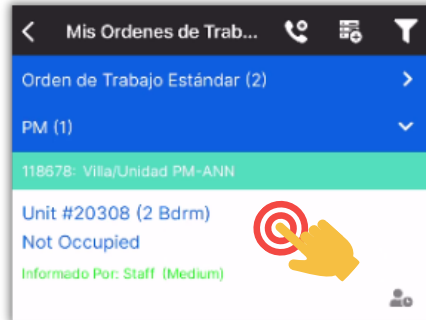 Mis Ordenes de Trab...
Orden de Trabajo Estándar (2)
PM (1)
118678: Villa/Unidad PM-ANN
Unit #20308 (2 Bdrm)
Not Occupied
Informado Por: Staff (Medium)